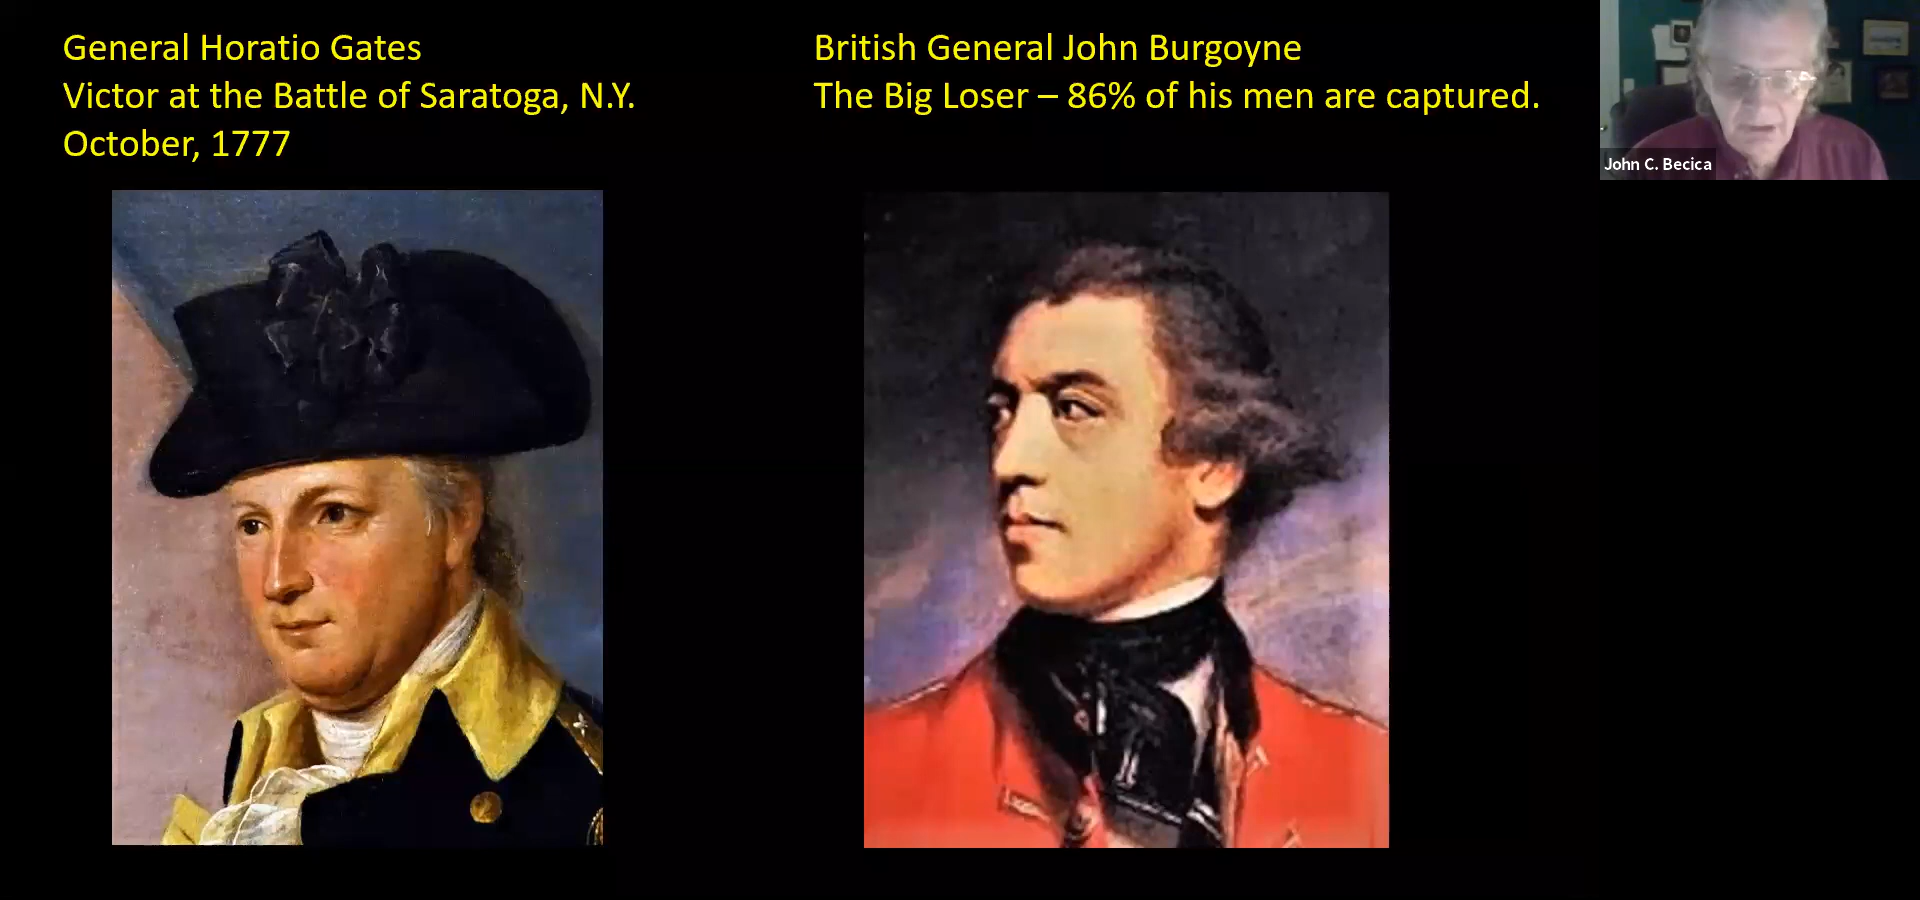 General Horatio Gates
Victor at the Battle of Saratoga, N.Y.
October, 1777
British General John Burgoyne
The Big Loser – 86% of his men are captured.
John C. Becica